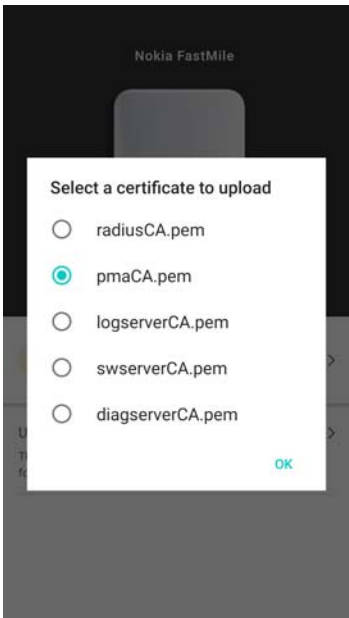 Nokia FastMile
Select a certificate to upload
radiusCA.pem
pmaCA.pem
logserverCA.pem
swserverCA.pem
diagserverCA.pem
OK